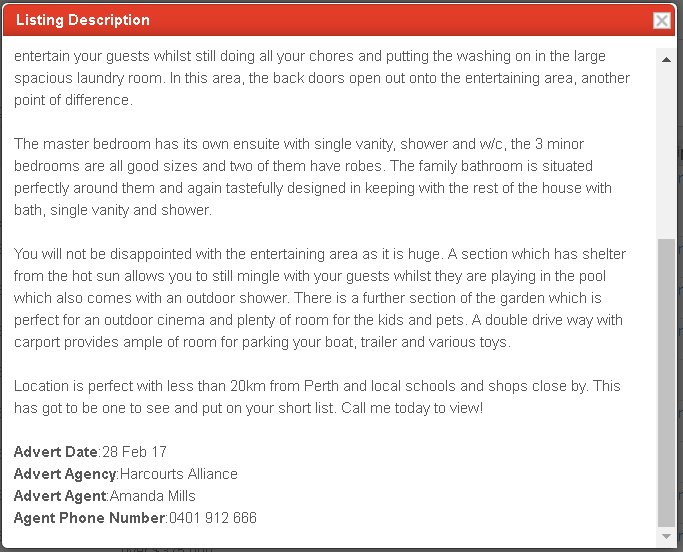 Listing Description
entertain your guests whilst still doing all your chores and putting the washing on in the large
spacious laundry room. In this area, the back doors open out onto the entertaining area, another
point of difference.
The master bedroom has its own ensuite with single vanity, shower and w/c, the 3 minor
bedrooms are all good sizes and two of them have robes. The family bathroom is situated
perfectly around them and again tastefully designed in keeping with the rest of the house with
bath, single vanity and shower.
You will not be disappointed with the entertaining area as it is huge. A section which has shelter
from the hot sun allows you to still mingle with your guests whilst they are playing in the pool
which also comes with an outdoor shower. There is a further section of the garden which is
perfect for an outdoor cinema and plenty of room for the kids and pets. A double drive way with
carport provides ample of room for parking your boat, trailer and various toys.
Location is perfect with less than 20km from Perth and local schools and shops close by. This
has got to be one to see and put on your short list. Call me today to view!
Advert Date:28 Feb 17
Advert Agency:Harcourts Alliance
Advert Agent:Amanda Mills
Agent Phone Number:0401 912 666